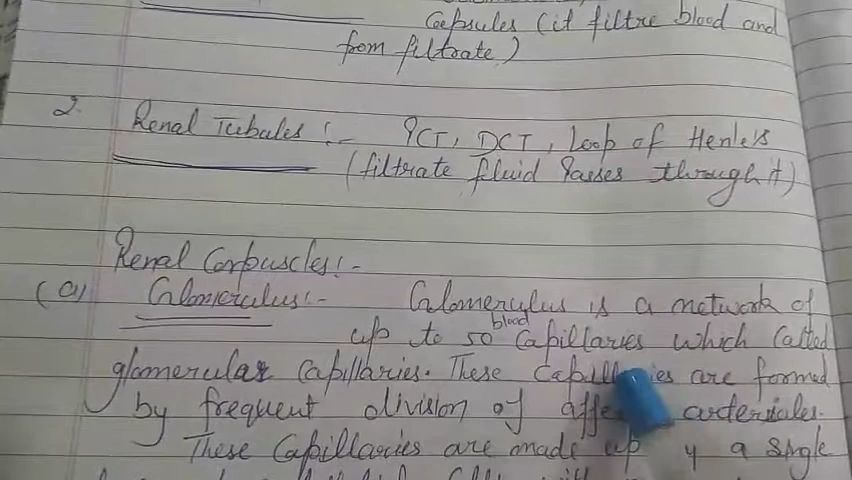 Capsules (it filtre blood and
from filtrate)
2. Renal Tubules :- PCT, DCT, Loop of Henle's
(filtrate fluid Passes through it)
Renal Corpuscles :-
(a) Glomerulus :- Glomerulus is a network of
up to 50 blood capillaries which called
glomerular capillaries. These capillaries are formed
by frequent division of arterioles.
These Capillaries are made up a single